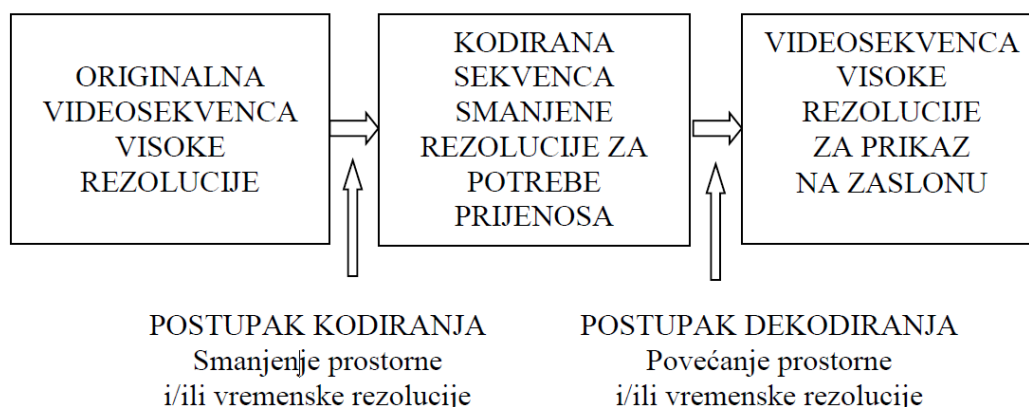 ORIGINALNA
VIDEOSEKVENCA
VISOKE
REZOLUCIJE
KODIRANA
SEKVENCA
SMANJENE
REZOLUCIJE ZA
POTREBE
PRIJENOSA
VIDEOSEKVENCA
VISOKE
REZOLUCIJE
ZA PRIKAZ
NA ZASLONU
POSTUPAK KODIRANJA
Smanjenje prostorne
i/ili vremenske rezolucije
POSTUPAK DEKODIRANJA
Povećanje prostorne
i/ili vremenske rezolucije